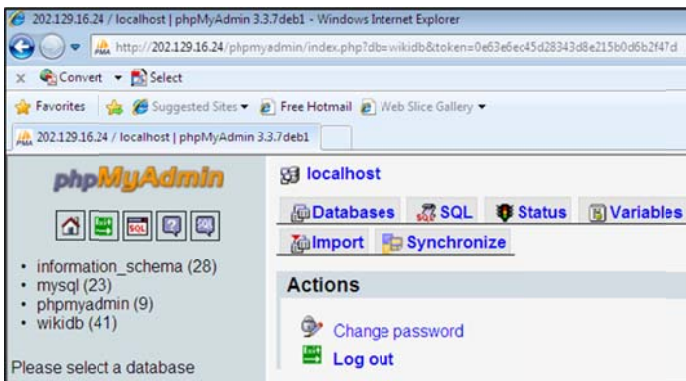 202.129.16.24 / localhost | phpMyAdmin 3.3.7deb1 - Windows Internet Explorer
http://202.129.16.24/phpmyadmin/index.php?db=wikidb&token=0e63e6ec45d28343d8e215b0d6b2f47d
x Convert Select
Favorites Suggested Sites Free Hotmail Web Slice Gallery
202.129.16.24 / localhost | phpMyAdmin 3.3.7deb1
phpMyAdmin
localhost
Databases SQL Status Variables
Import Synchronize
• information_schema (28)
• mysql (23)
• phpmyadmin (9)
• wikidb (41)
Please select a database
Actions
Change password
Log out